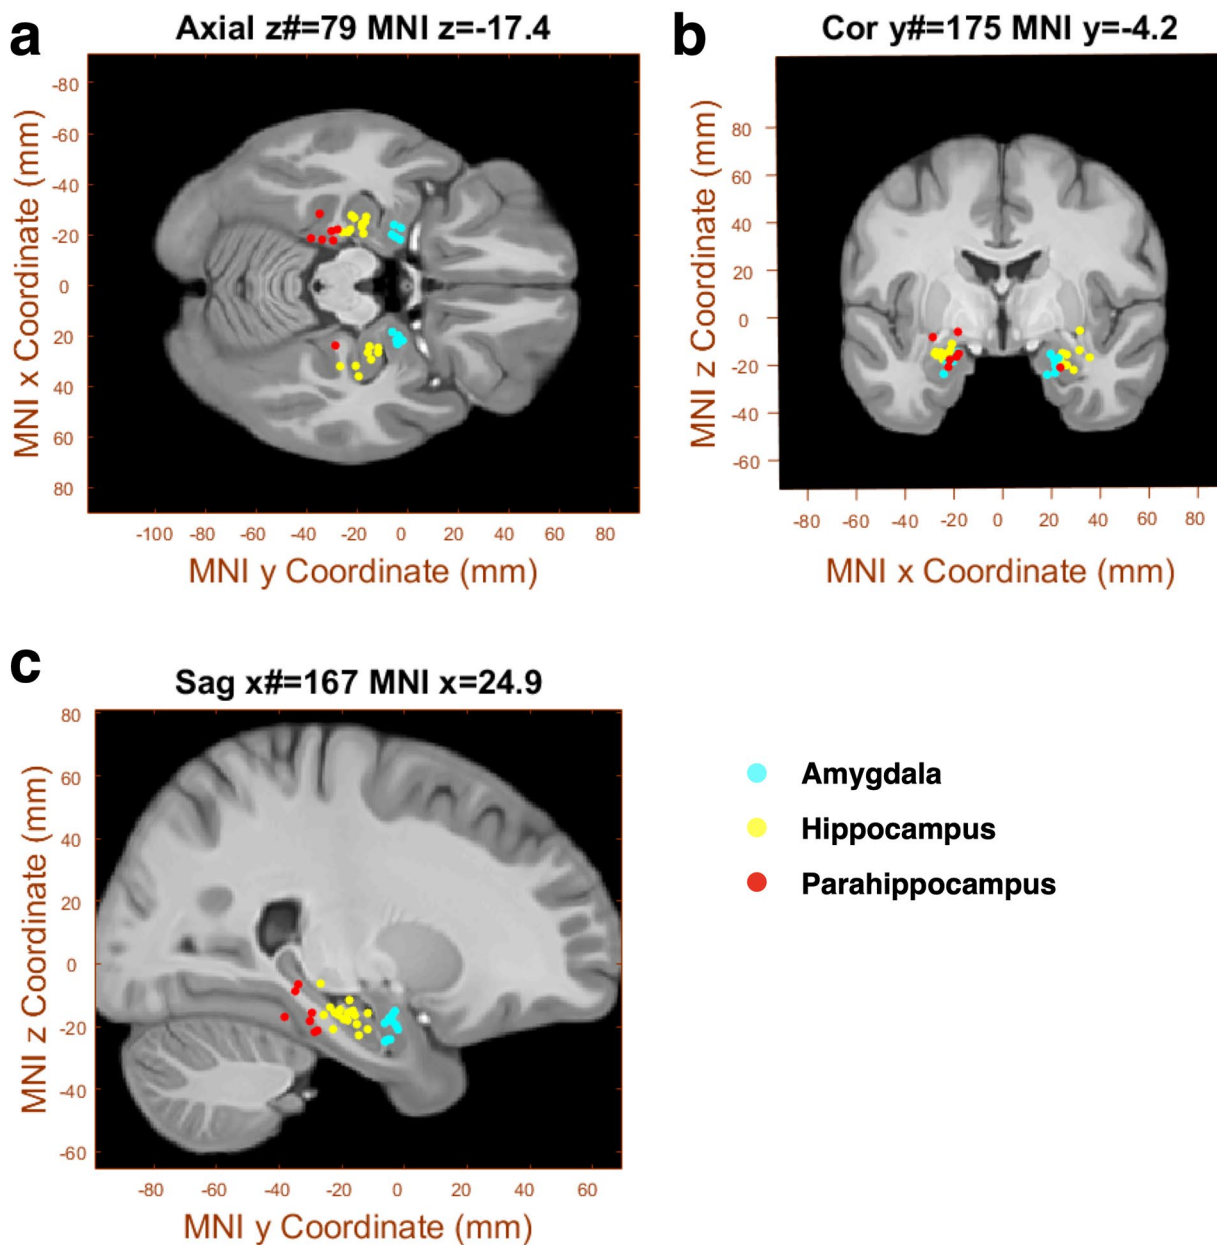 a
Axial z#=79 MNI z=-17.4
MNI x Coordinate (mm)
-80
-60
-40
-20
0
20
40
60
80
-100 -80 -60 -40 -20 0 20 40 60 80
MNI y Coordinate (mm)
b
Cor y#=175 MNI y=-4.2
MNI z Coordinate (mm)
80
60
40
20
0
-20
-40
-60
-80 -60 -40 -20 0 20 40 60 80
MNI x Coordinate (mm)
c
Sag x#=167 MNI x=24.9
MNI z Coordinate (mm)
80
60
40
20
0
-20
-40
-60
-80 -60 -40 -20 0 20 40 60
MNI y Coordinate (mm)
Amygdala
Hippocampus
Parahippocampus